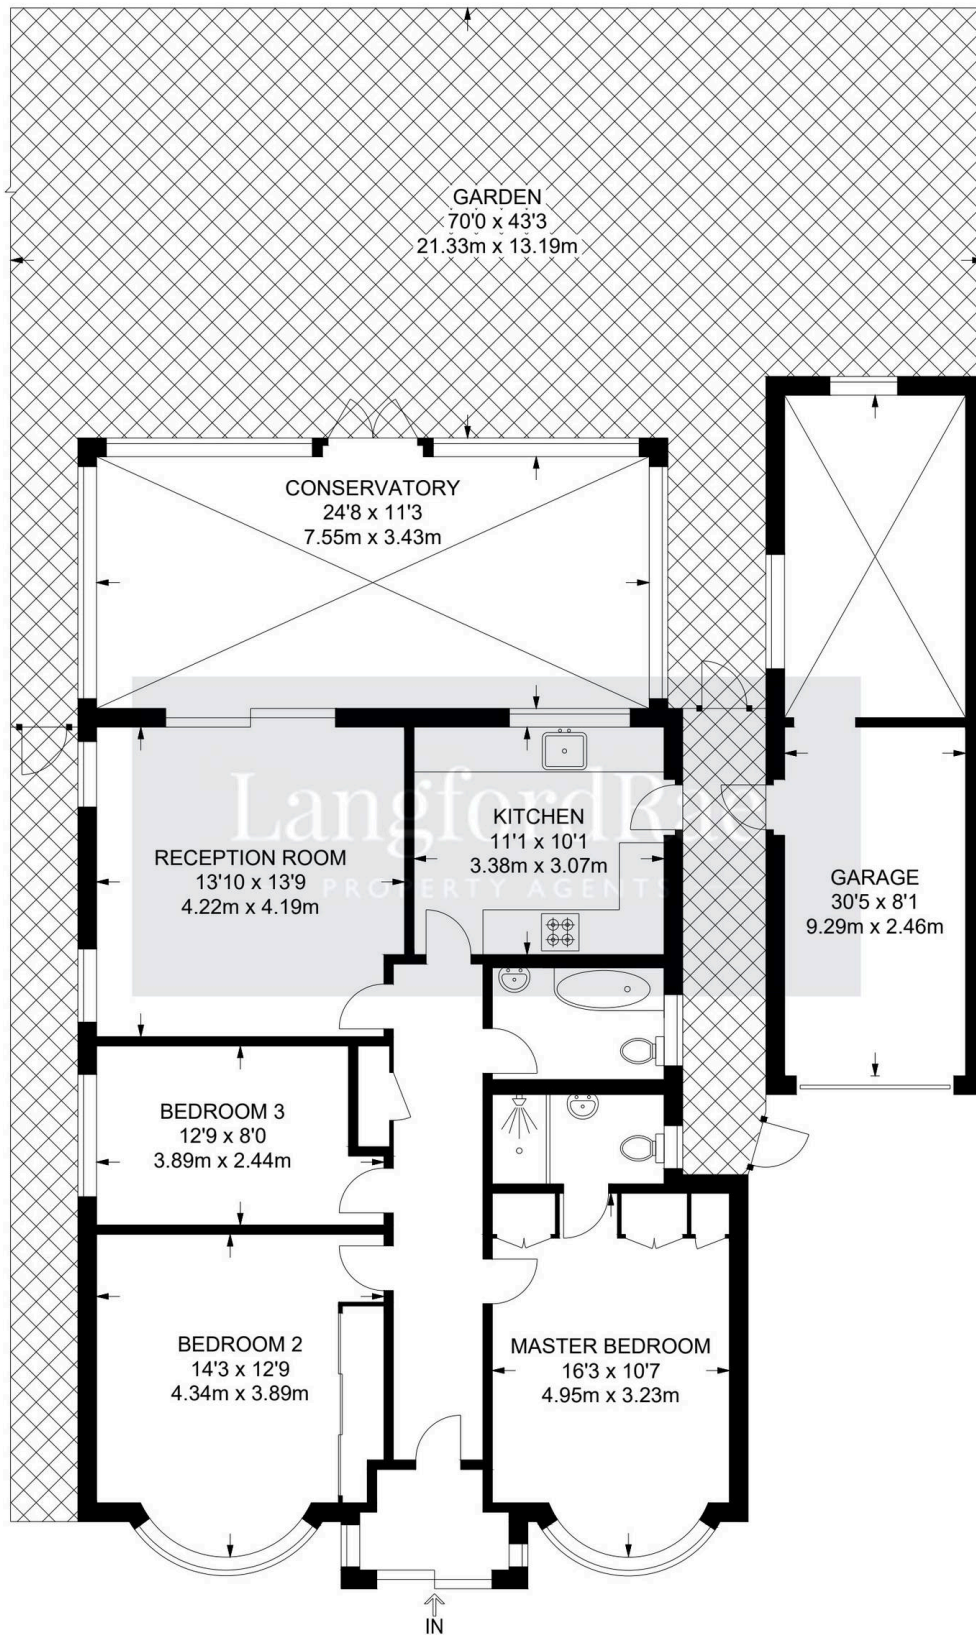 GARDEN
70'0 x 43'3
21.33m x 13.19m
CONSERVATORY
24'8 x 11'3
7.55m x 3.43m
LangfordRae
PROPERTY AGENTS
KITCHEN
11'1 x 10'1
3.38m x 3.07m
RECEPTION ROOM
13'10 x 13'9
4.22m x 4.19m
GARAGE
30'5 x 8'1
9.29m x 2.46m
BEDROOM 3
12'9 x 8'0
3.89m x 2.44m
BEDROOM 2
14'3 x 12'9
4.34m x 3.89m
MASTER BEDROOM
16'3 x 10'7
4.95m x 3.23m
IN